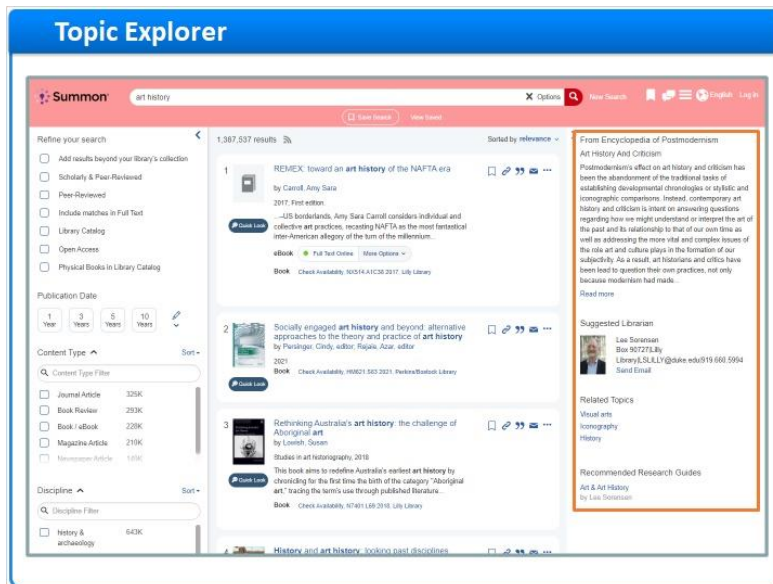 Topic Explorer
Summon
art history
Options
New Search
English
Log in
Save Search
View Saved
Refine your search
Add results beyond your library's collection
Scholarly & Peer-Reviewed
Peer-Reviewed
Include matches in Full Text
Library Catalog
Open Access
Physical Books in Library Catalog
Publication Date
1 Year
3 Years
5 Years
10 Years
Content Type
Sort
Content Type Filter
Journal Article 325K
Book Review 293K
Book / eBook 228K
Magazine Article 210K
Newspaper Article 149K
Discipline
Sort
Discipline Filter
history & archaeology 643K
1,387,537 results
Sorted by relevance
1
REMEX: toward an art history of the NAFTA era
by Carroll, Amy Sara
2017, First edition
...–US borderlands, Amy Sara Carroll considers individual and
collective art practices, recasting NAFTA as the most fantastical
inter-American allegory of the turn of the millennium...
Quick Look
eBook Full Text Online More Options
Book Check Availability, NX514.A1C38 2017, Lilly Library
2
Socially engaged art history and beyond: alternative
approaches to the theory and practice of art history
by Persinger, Cindy, editor, Rejaie, Azar, editor
2021
Quick Look
Book Check Availability, HM621 .S63 2021, Perkins/Bostock Library
3
Rethinking Australia's art history: the challenge of
Aboriginal art
by Lowish, Susan
Studies in art historiography, 2018
This book aims to redefine Australia's earliest art history by
chronicling for the first time the birth of the category "Aboriginal
art," tracing the term's use through published literature...
Quick Look
Book Check Availability, N7401 .L69 2018, Lilly Library
4
History and art history: looking past disciplines
From Encyclopedia of Postmodernism
Art History And Criticism
Postmodernism's effect on art history and criticism has
been the abandonment of the traditional tasks of
establishing developmental chronologies or stylistic and
iconographic comparisons. Instead, contemporary art
history and criticism is intent on answering questions
regarding how we might understand or interpret the art of
the past and its relationship to that of our own time as
well as addressing the more vital and complex issues of
the role art and culture plays in the formation of our
subjectivity. As a result, art historians and critics have
been lead to question their own practices, not only
because modernism had made...
Read more
Suggested Librarian
Lee Sorensen
Box 90727|Lilly
Library|LSL|LILLY@duke.edu|919.660.5994
Send Email
Related Topics
Visual arts
Iconography
History
Recommended Research Guides
Art & Art History
by Lee Sorensen